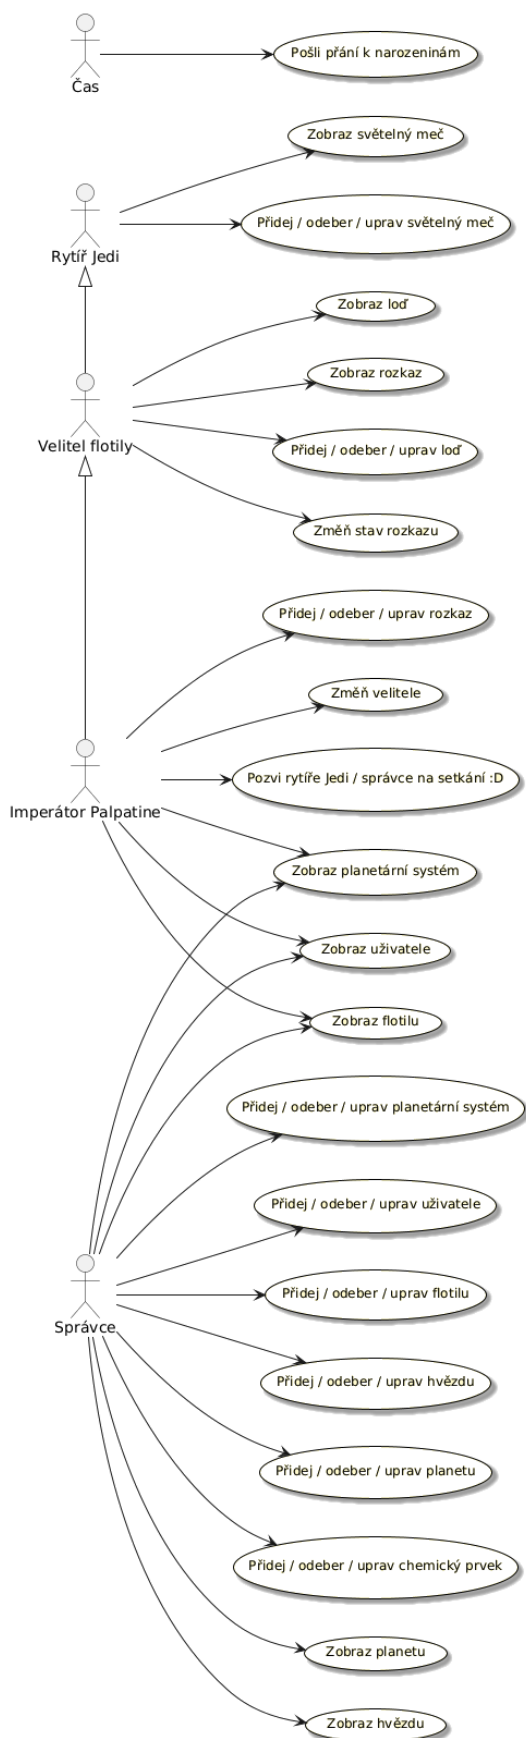 Čas
Pošli přání k narozeninám
Zobraz světelný meč
Přidej / odeber / uprav světelný meč
Rytíř Jedi
Zobraz loď
Zobraz rozkaz
Velitel flotily
Přidej / odeber / uprav loď
Změň stav rozkazu
Přidej / odeber / uprav rozkaz
Změň velitele
Pozvi rytíře Jedi / správce na setkání :D
Imperátor Palpatine
Zobraz planetární systém
Zobraz uživatele
Zobraz flotilu
Přidej / odeber / uprav planetární systém
Přidej / odeber / uprav uživatele
Přidej / odeber / uprav flotilu
Správce
Přidej / odeber / uprav hvězdu
Přidej / odeber / uprav planetu
Přidej / odeber / uprav chemický prvek
Zobraz planetu
Zobraz hvězdu